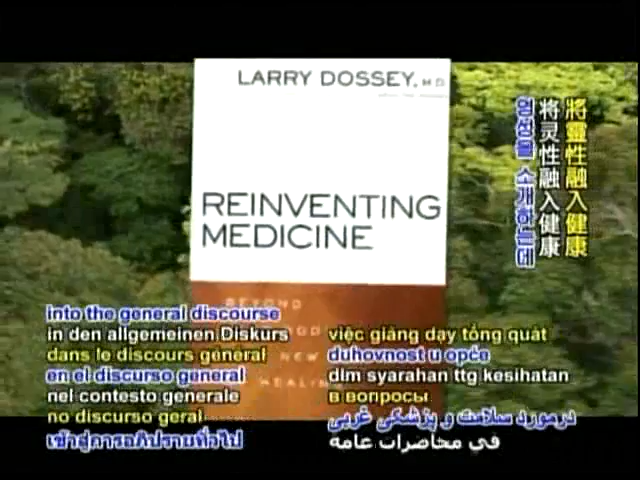 LARRY DOSSEY, M.D.
REINVENTING
MEDICINE
將靈性融入健康
将灵性融入健康
영성을 소개하는데
BEYOND
NEW
into the general discourse
in den allgemeinen Diskurs
dans le discours général
en el discurso general
nel contesto generale
no discurso geral
เข้าสู่การอภิปรายทั่วไป
việc giảng dạy tổng quát
duhovnost u opće
dlm syarahan ttg kesihatan
в вопросы
درمورد سلامت و پزشکی غربی
في محاضرات عامة